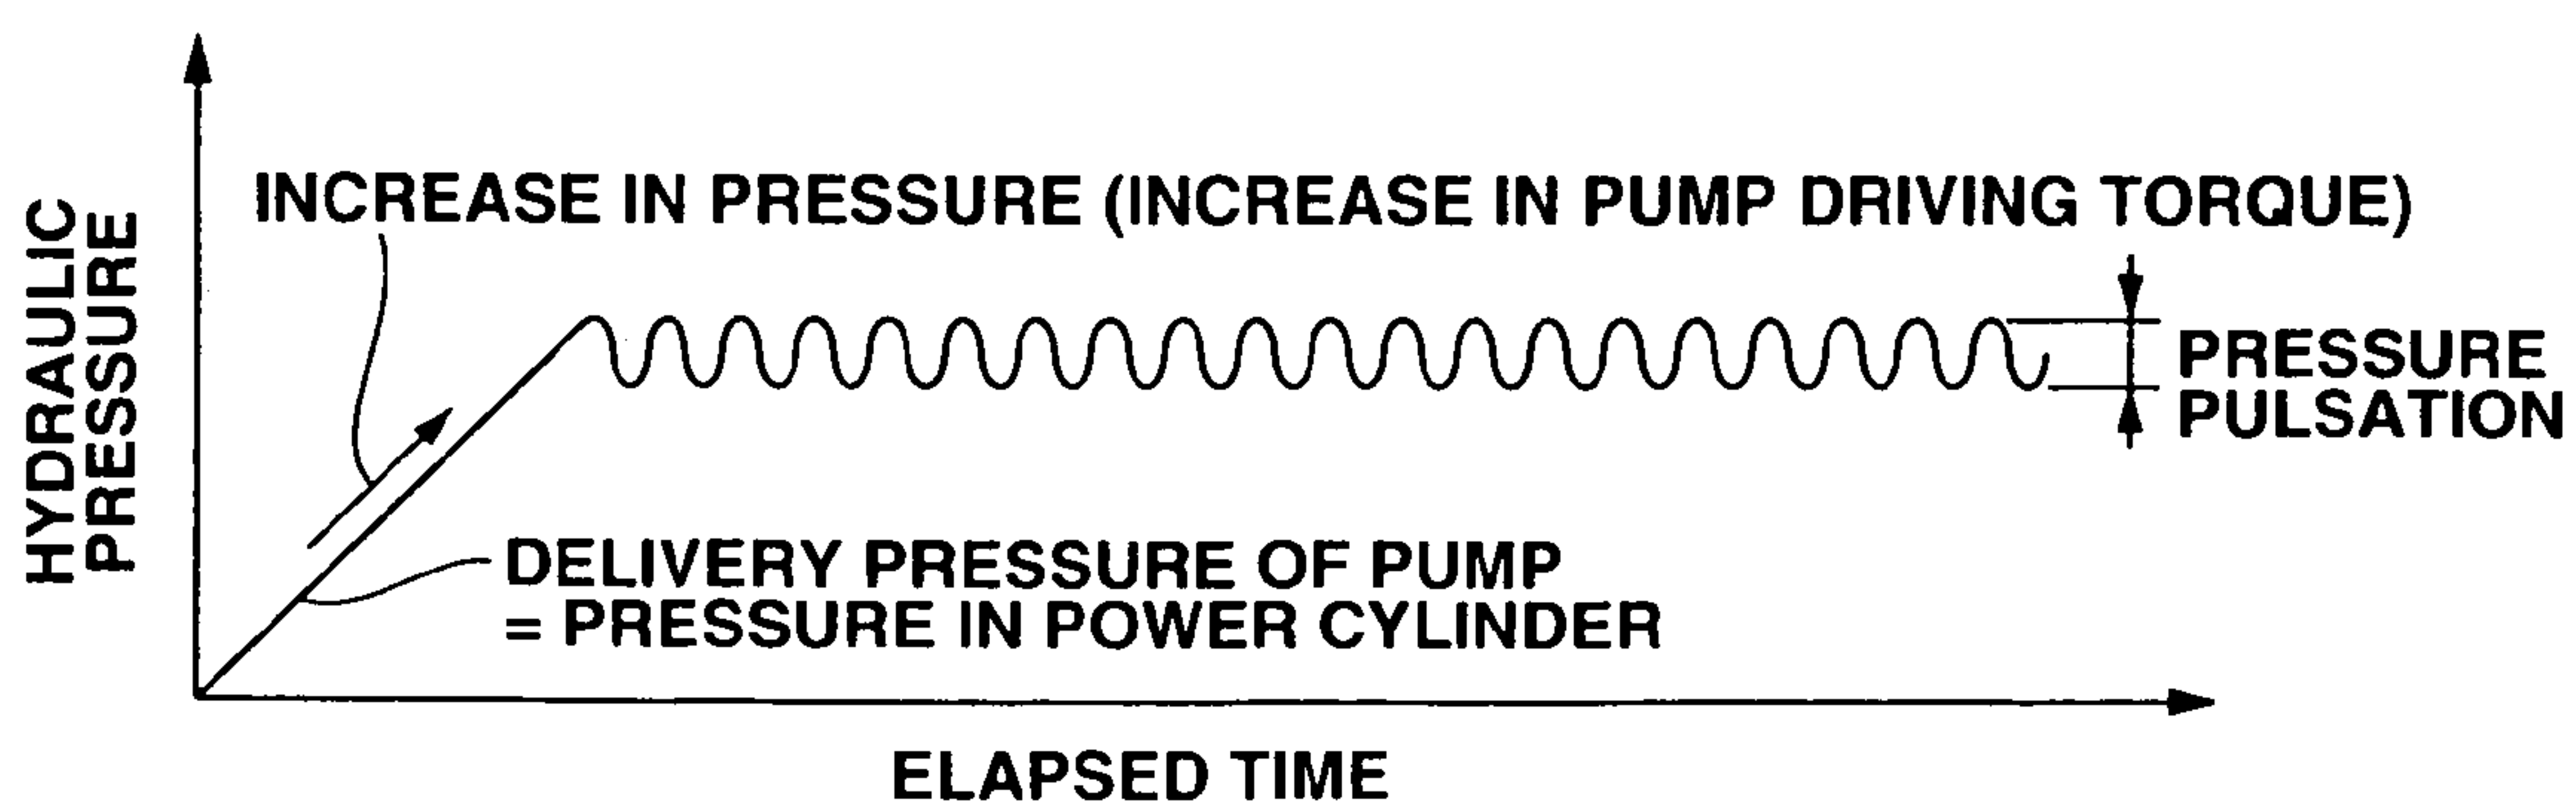 INCREASE IN PRESSURE (INCREASE IN PUMP DRIVING TORQUE)
HYDRAULIC
PRESSURE
PRESSURE
PULSATION
DELIVERY PRESSURE OF PUMP
= PRESSURE IN POWER CYLINDER
ELAPSED TIME